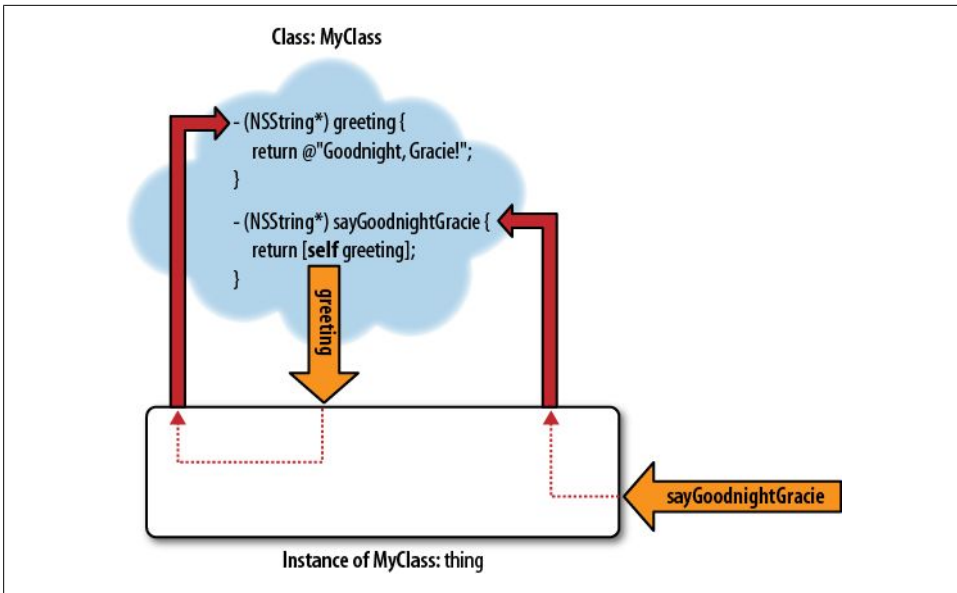 Class: MyClass
- (NSString*) greeting {
return @"Goodnight, Gracie!";
}
- (NSString*) sayGoodnightGracie {
return [self greeting];
}
greeting
sayGoodnightGracie
Instance of MyClass: thing